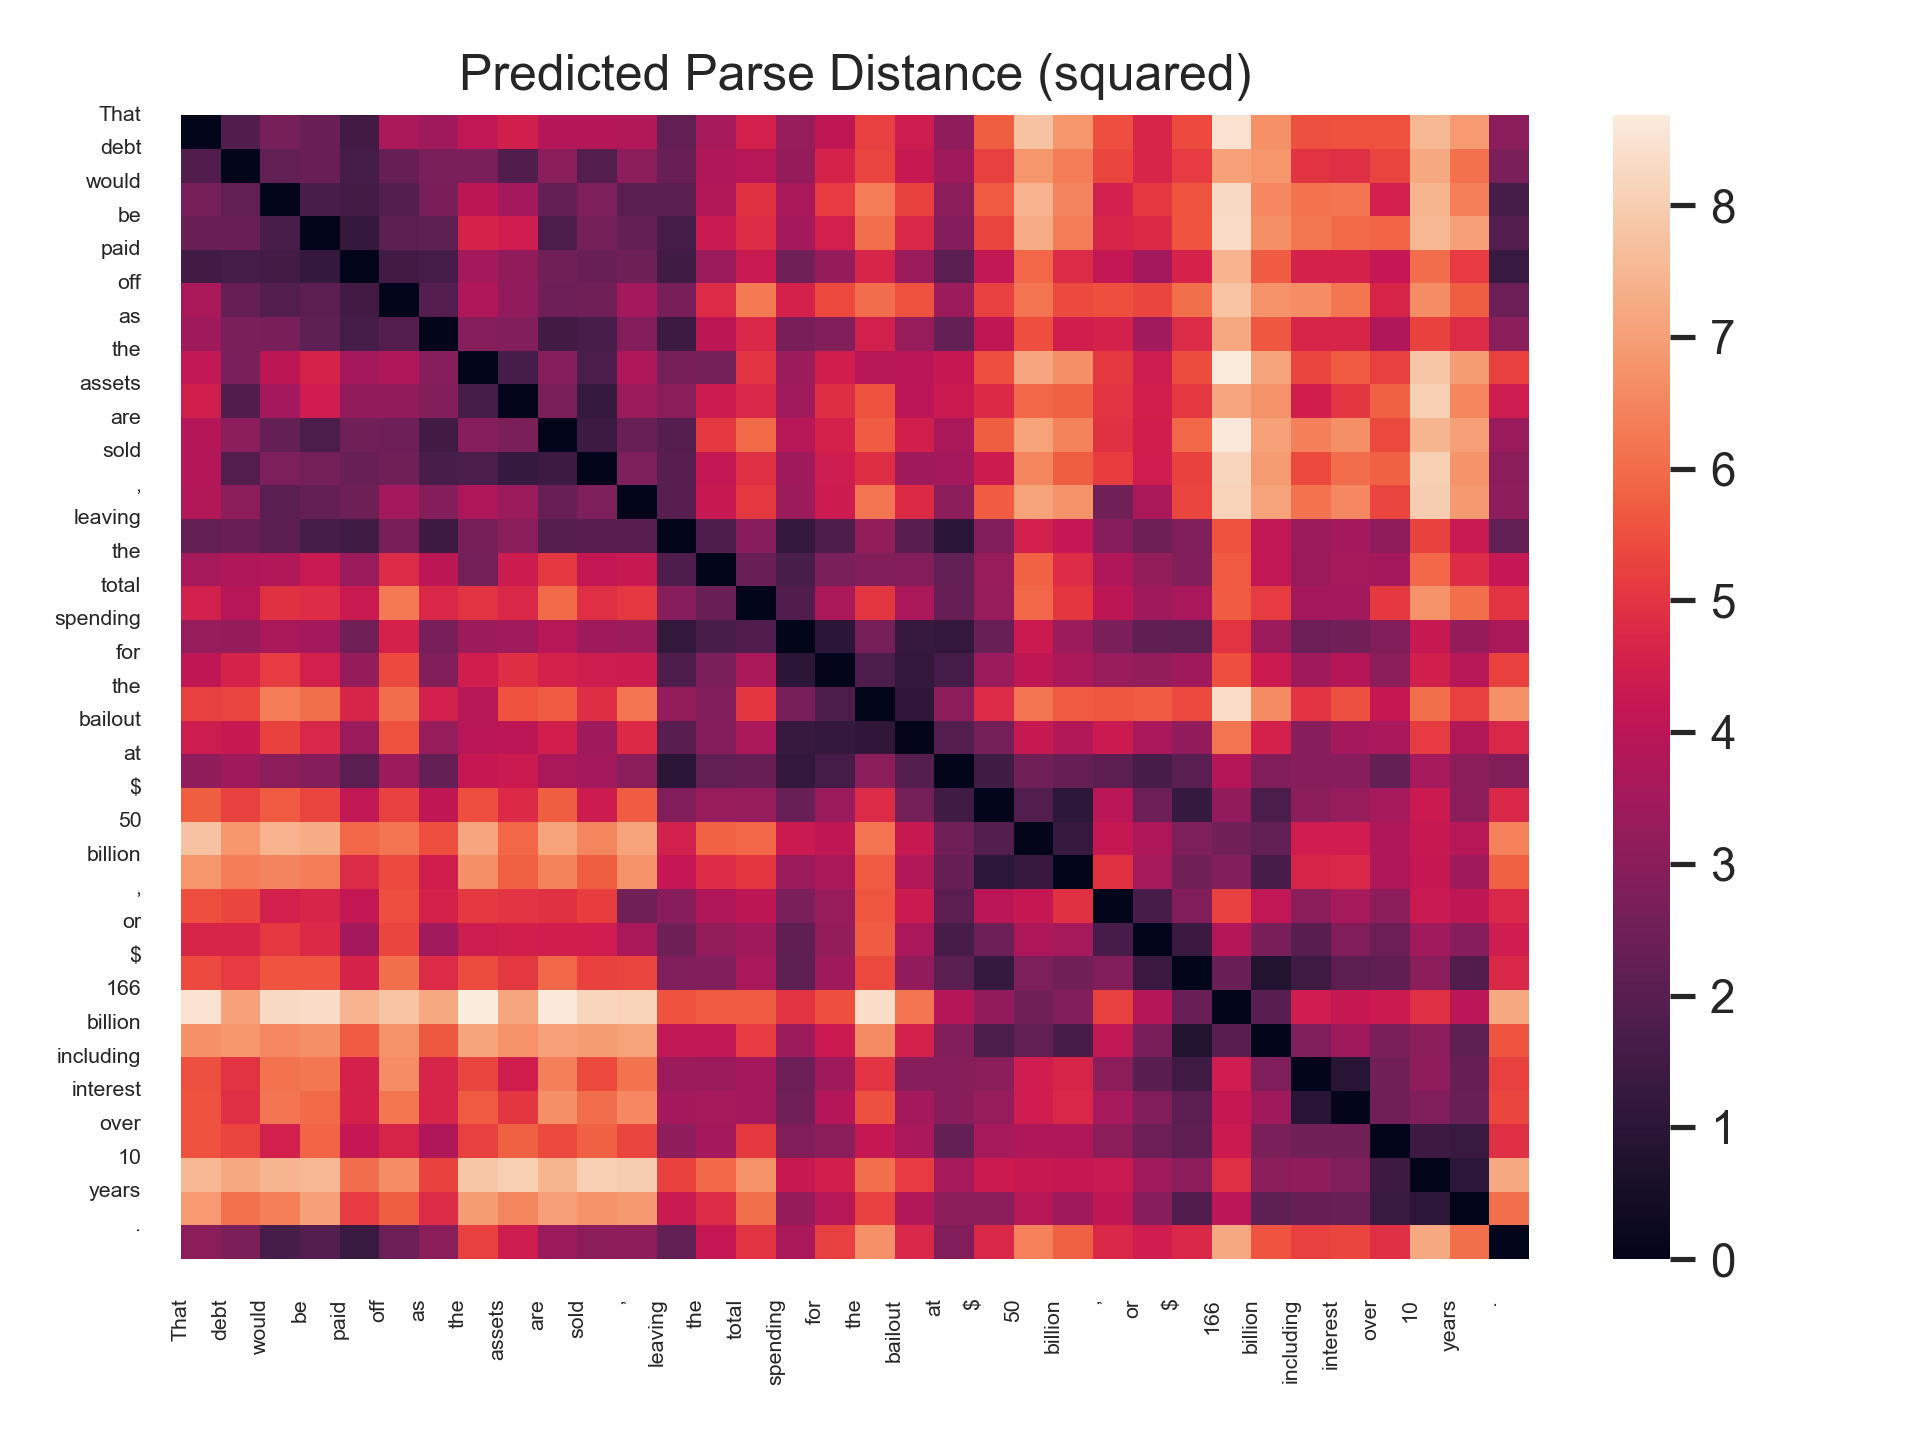 Predicted Parse Distance (squared)
That
debt
would
be
paid
off
as
the
assets
are
sold
,
leaving
the
total
spending
for
the
bailout
at
$
50
billion
,
or
$
166
billion
including
interest
over
10
years
.
8
7
6
5
4
3
2
1
0
That debt would be paid off as the assets are sold , leaving the total spending for the bailout at $ 50 billion , or $ 166 billion including interest over 10 years .